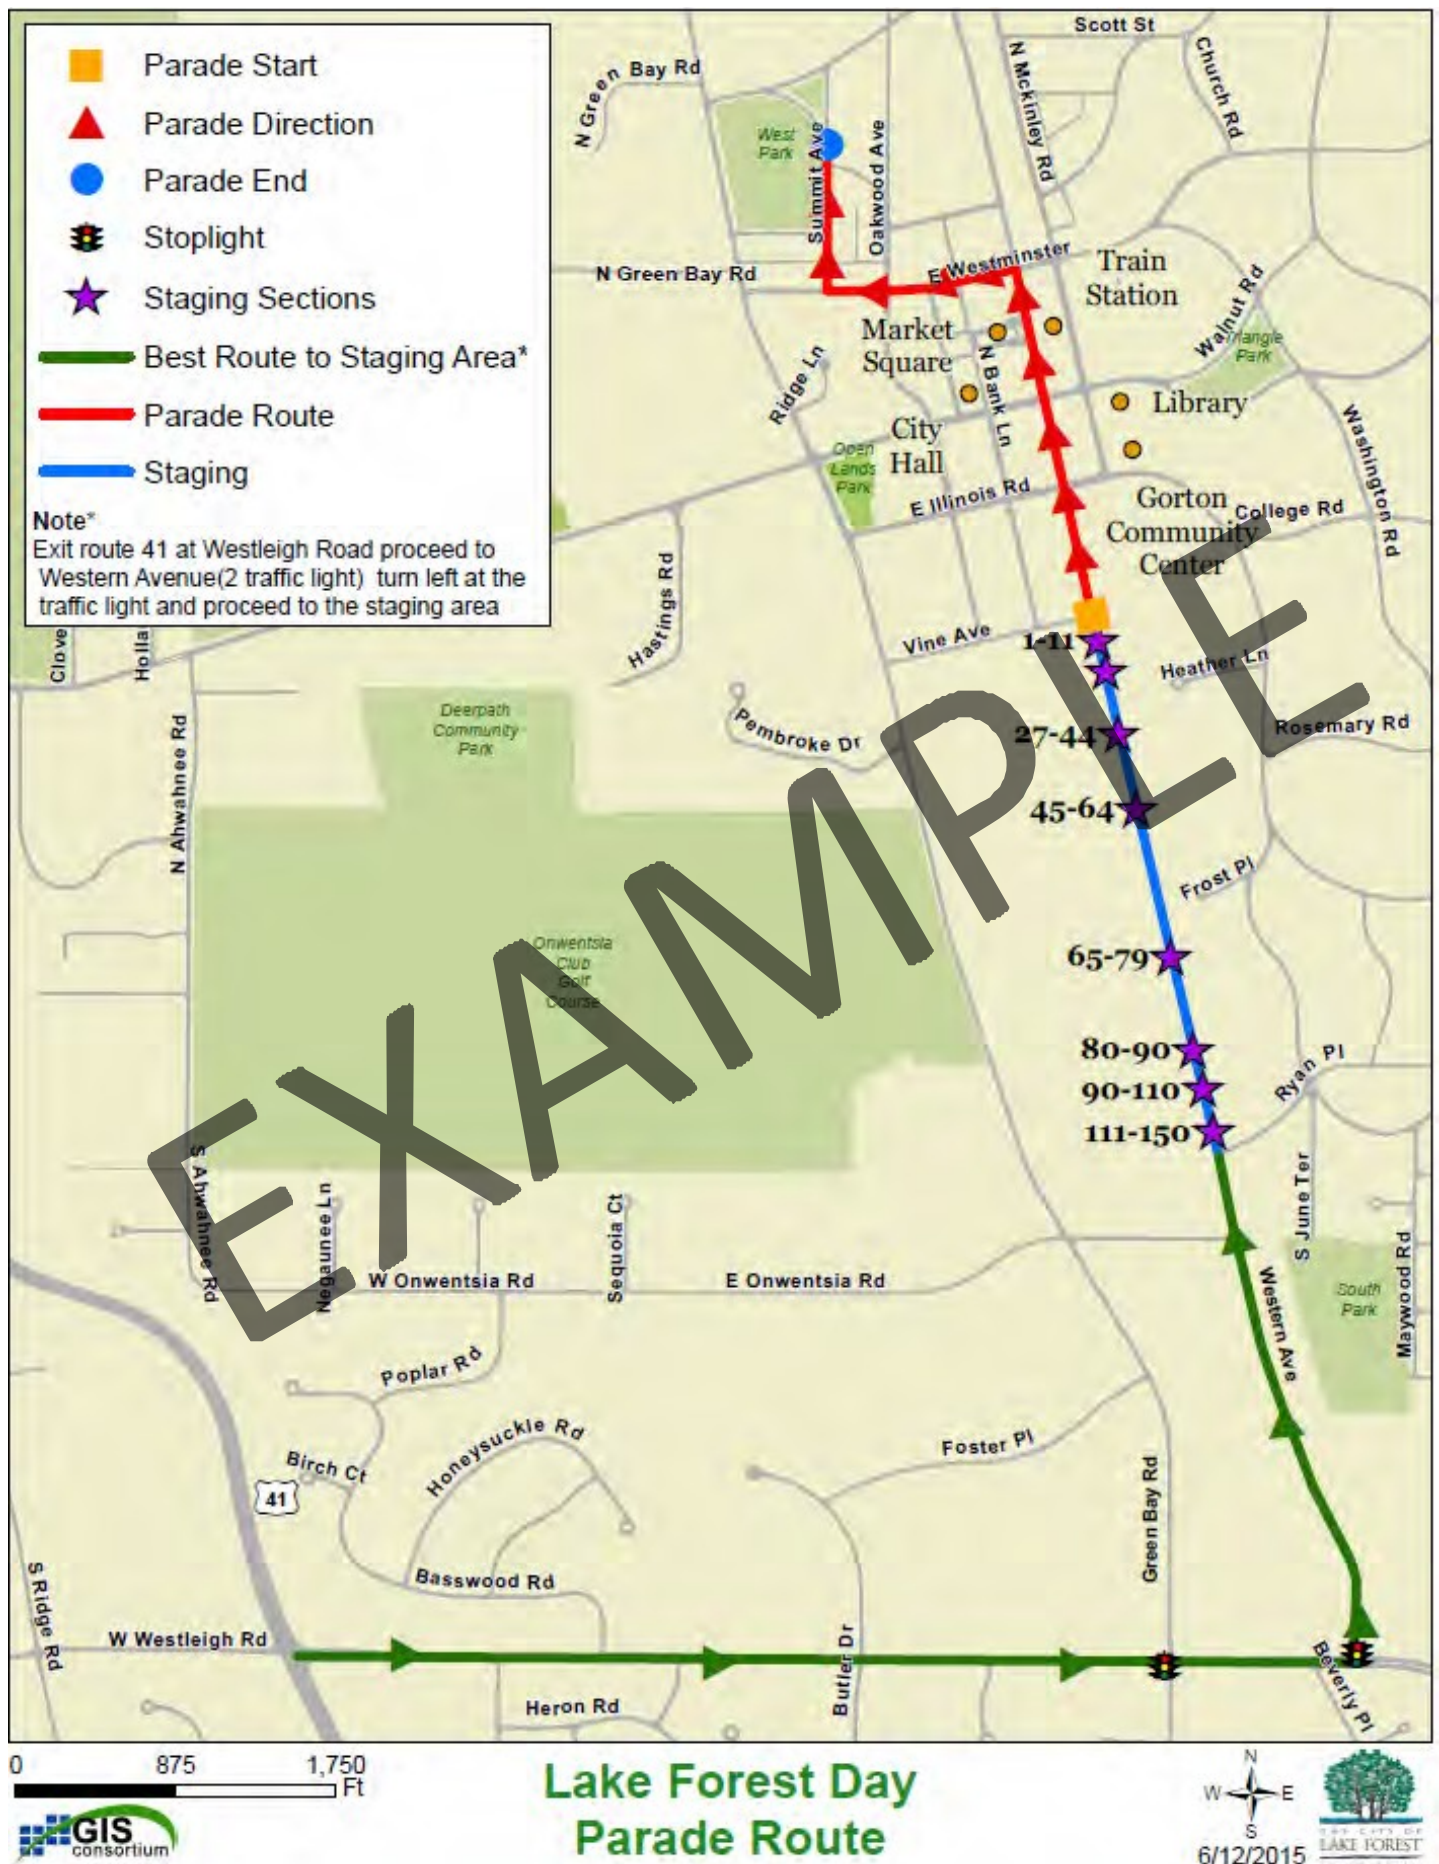 Parade Start
Parade Direction
Parade End
Stoplight
Staging Sections
Best Route to Staging Area*
Parade Route
Staging
Note*
Exit route 41 at Westleigh Road proceed to
Western Avenue(2 traffic light) turn left at the
traffic light and proceed to the staging area
Scott St
N Green Bay Rd
N Mckinley Rd
Church Rd
West
Park
Summit Ave
Oakwood Ave
N Green Bay Rd
E Westminster
Train
Station
Walnut Rd
Triangle
Park
Market
Square
N Bank Ln
Ridge Ln
Library
City
Hall
Washington Rd
Open
Lands
Park
E Illinois Rd
Gorton
Community
Center
College Rd
Hastings Rd
Vine Ave
1-11
Heather Ln
Clove
Holla
27-44
Rosemary Rd
Deerpath
Community
Park
Pembroke Dr
N Ahwahnee Rd
45-64
Frost Pl
Onwentsia
Club
Golf
Course
65-79
80-90
90-110
111-150
Ryan Pl
EXAMPLE
S Ahwahnee Rd
Negaunee Ln
Sequoia Ct
S June Ter
Maywood Rd
W Onwentsia Rd
E Onwentsia Rd
Western Ave
South
Park
Poplar Rd
Honeysuckle Rd
Birch Ct
Foster Pl
41
Green Bay Rd
Basswood Rd
S Ridge Rd
W Westleigh Rd
Butler Dr
Beverly Pl
Heron Rd
0 875 1,750
Ft
Lake Forest Day
Parade Route
N
W E
S
6/12/2015
GIS
consortium
THE CITY OF
LAKE FOREST